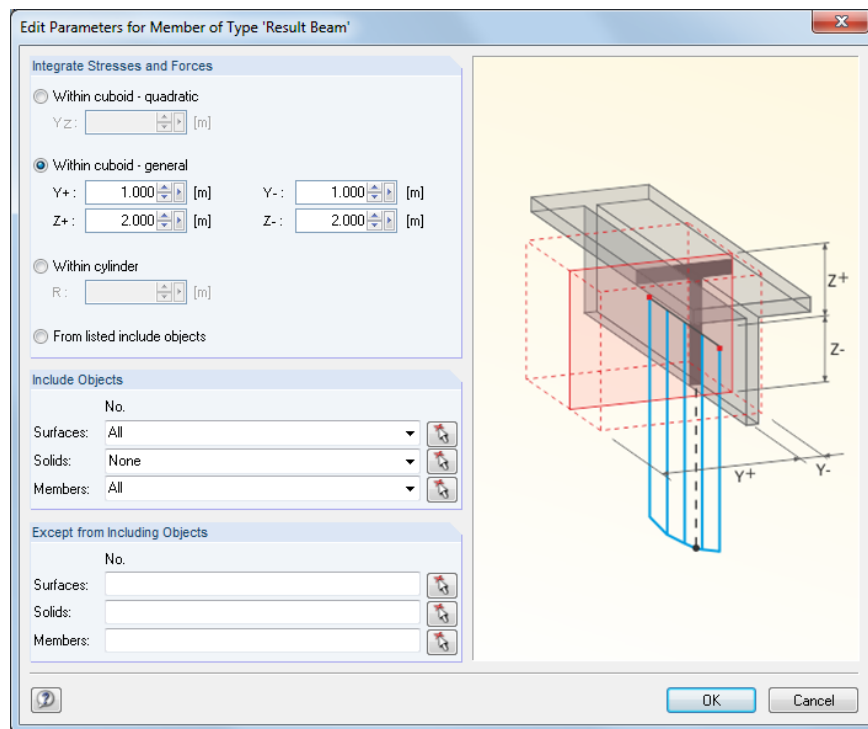 Edit Parameters for Member of Type 'Result Beam'
Integrate Stresses and Forces
Within cuboid - quadratic
YZ: [m]
Within cuboid - general
Y+: 1.000 [m] Y-: 1.000 [m]
Z+: 2.000 [m] Z-: 2.000 [m]
Within cylinder
R: [m]
From listed include objects
Include Objects
No.
Surfaces: All
Solids: None
Members: All
Except from Including Objects
No.
Surfaces:
Solids:
Members:
Z+
Z-
Y+
Y-
OK Cancel